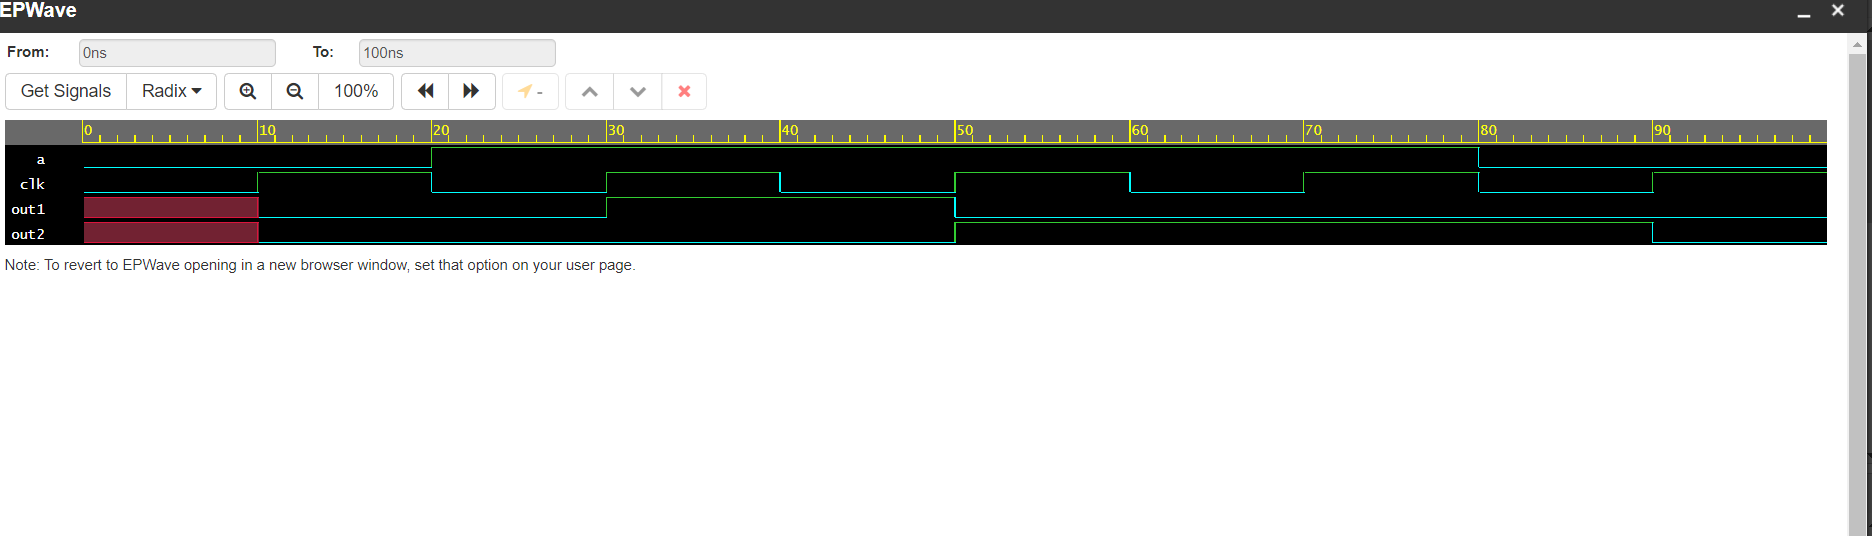 EPWave
From: 0ns To: 100ns
Get Signals Radix 100% -
0 10 20 30 40 50 60 70 80 90
a
clk
out1
out2
Note: To revert to EPWave opening in a new browser window, set that option on your user page.